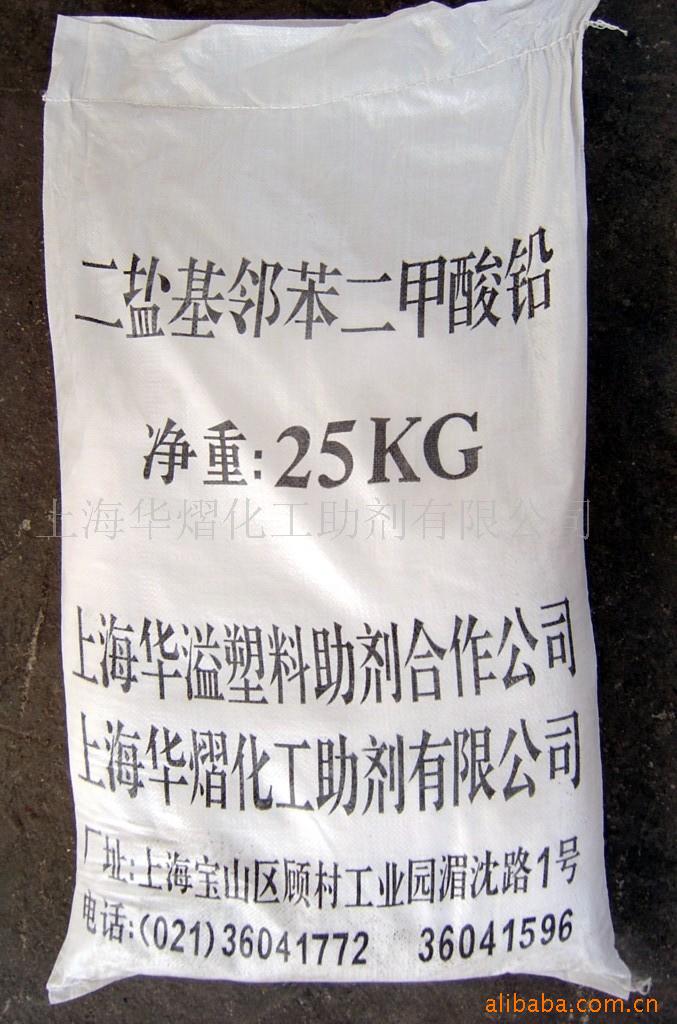 二盐基邻苯二甲酸铅
净重:25KG
上海华熠化工助剂有限公司
上海华溢塑料助剂合作公司
上海华熠化工助剂有限公司
厂址:上海宝山区顾村工业园湄沈路1号
电话:(021)36041772 36041596
alibaba.com.cn